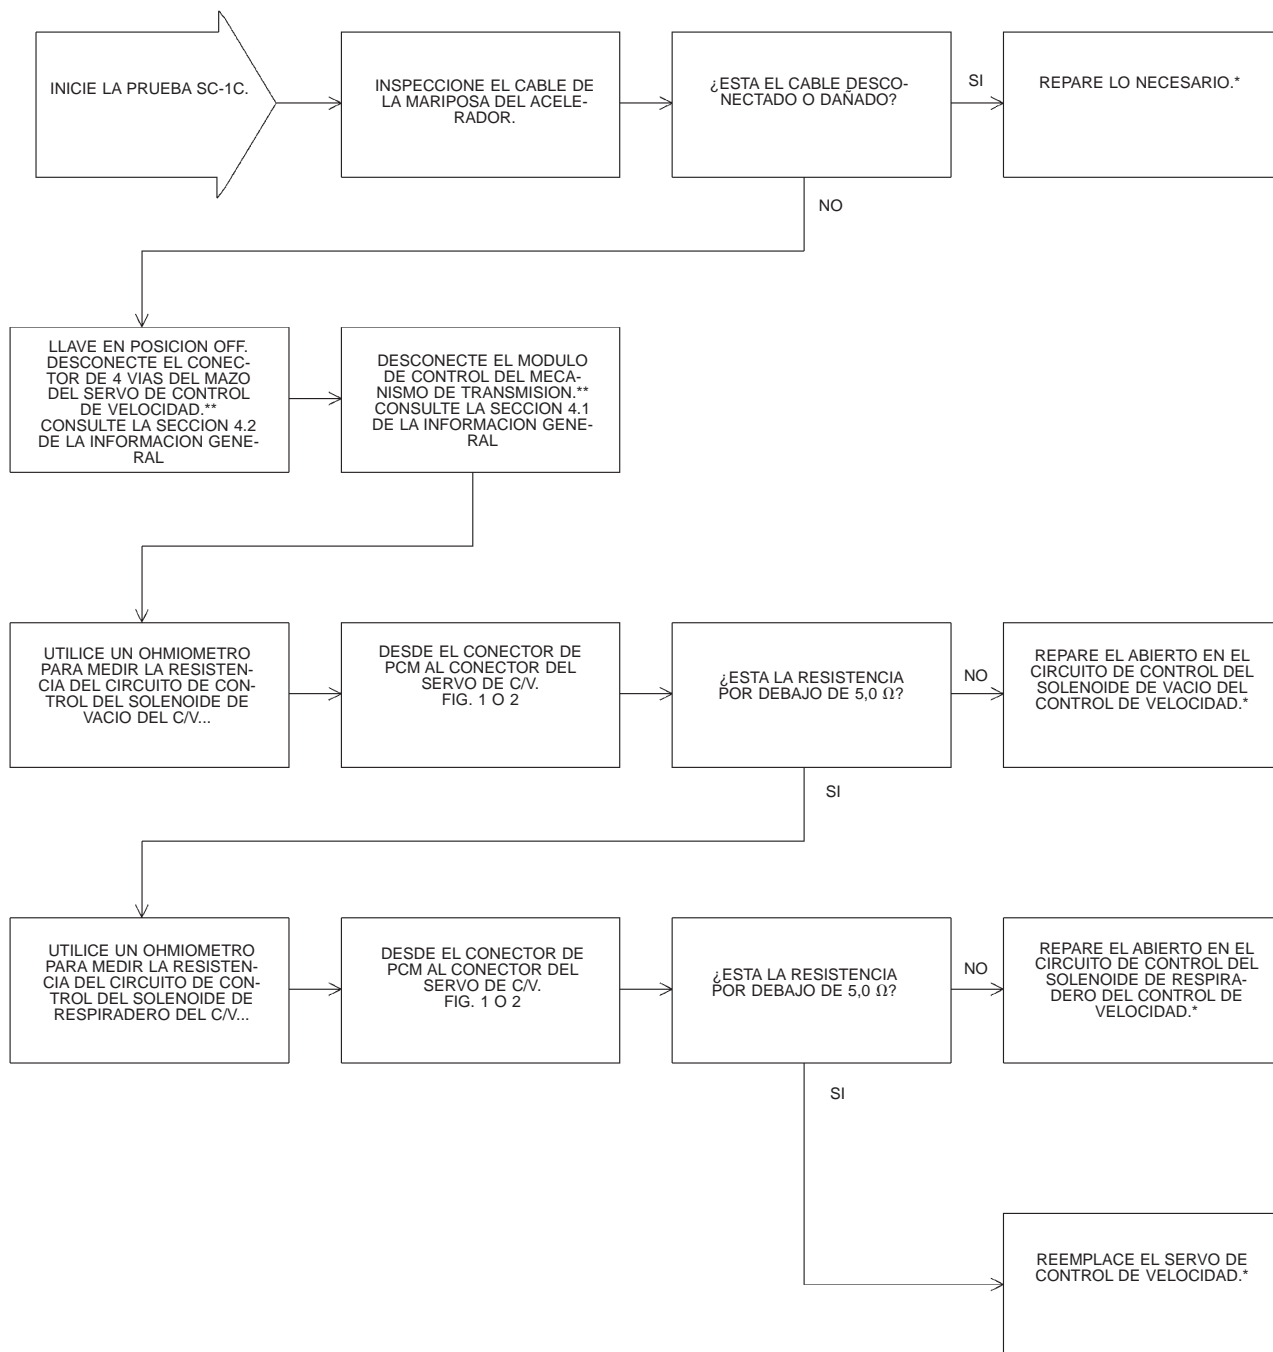 INICIE LA PRUEBA SC-1C.
INSPECCIONE EL CABLE DE
LA MARIPOSA DEL ACELE-
RADOR.
¿ESTA EL CABLE DESCO-
NECTADO O DAÑADO?
SI
REPARE LO NECESARIO.*
NO
LLAVE EN POSICION OFF.
DESCONECTE EL CONEC-
TOR DE 4 VIAS DEL MAZO
DEL SERVO DE CONTROL
DE VELOCIDAD.**
CONSULTE LA SECCION 4.2
DE LA INFORMACION GENE-
RAL
DESCONECTE EL MODULO
DE CONTROL DEL MECA-
NISMO DE TRANSMISION.**
CONSULTE LA SECCION 4.1
DE LA INFORMACION GENE-
RAL
UTILICE UN OHMIOMETRO
PARA MEDIR LA RESISTEN-
CIA DEL CIRCUITO DE CON-
TROL DEL SOLENOIDE DE
VACIO DEL C/V...
DESDE EL CONECTOR DE
PCM AL CONECTOR DEL
SERVO DE C/V.
FIG. 1 O 2
¿ESTA LA RESISTENCIA
POR DEBAJO DE 5,0 Ω?
NO
REPARE EL ABIERTO EN EL
CIRCUITO DE CONTROL DEL
SOLENOIDE DE VACIO DEL
CONTROL DE VELOCIDAD.*
SI
UTILICE UN OHMIOMETRO
PARA MEDIR LA RESISTEN-
CIA DEL CIRCUITO DE CON-
TROL DEL SOLENOIDE DE
RESPIRADERO DEL C/V...
DESDE EL CONECTOR DE
PCM AL CONECTOR DEL
SERVO DE C/V.
FIG. 1 O 2
¿ESTA LA RESISTENCIA
POR DEBAJO DE 5,0 Ω?
NO
REPARE EL ABIERTO EN EL
CIRCUITO DE CONTROL DEL
SOLENOIDE DE RESPIRA-
DERO DEL CONTROL DE
VELOCIDAD.*
SI
REEMPLACE EL SERVO DE
CONTROL DE VELOCIDAD.*